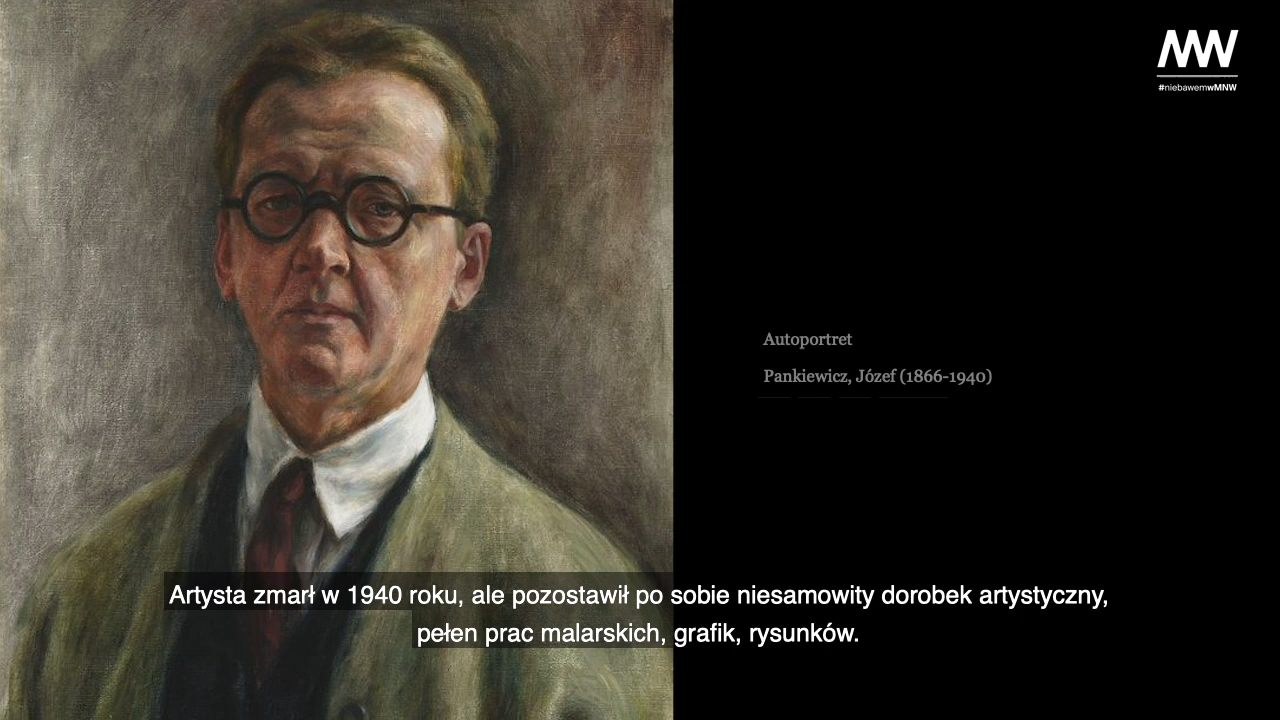 MW
#niebawemwMNW
Autoportret
Pankiewicz, Józef (1866-1940)
Artysta zmarł w 1940 roku, ale pozostawił po sobie niesamowity dorobek artystyczny,
pełen prac malarskich, grafik, rysunków.